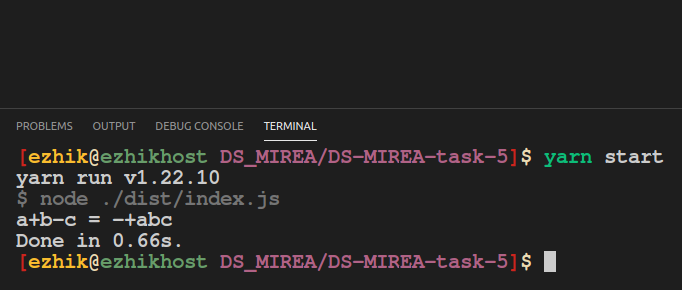 PROBLEMS OUTPUT DEBUG CONSOLE TERMINAL
[ezhik@ezhikhost DS_MIREA/DS-MIREA-task-5]$ yarn start
yarn run v1.22.10
$ node ./dist/index.js
a+b-c = -+abc
Done in 0.66s.
[ezhik@ezhikhost DS_MIREA/DS-MIREA-task-5]$